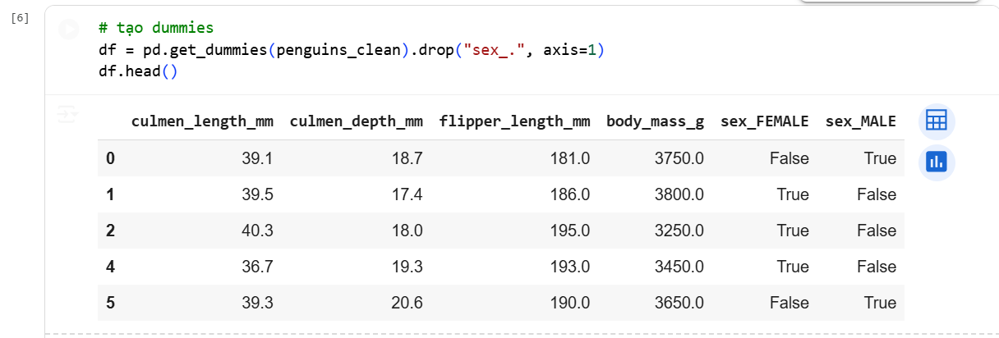 [6]
# tạo dummies
df = pd.get_dummies(penguins_clean).drop("sex_.", axis=1)
df.head()
culmen_length_mm culmen_depth_mm flipper_length_mm body_mass_g sex_FEMALE sex_MALE
0 39.1 18.7 181.0 3750.0 False True
1 39.5 17.4 186.0 3800.0 True False
2 40.3 18.0 195.0 3250.0 True False
4 36.7 19.3 193.0 3450.0 True False
5 39.3 20.6 190.0 3650.0 False True